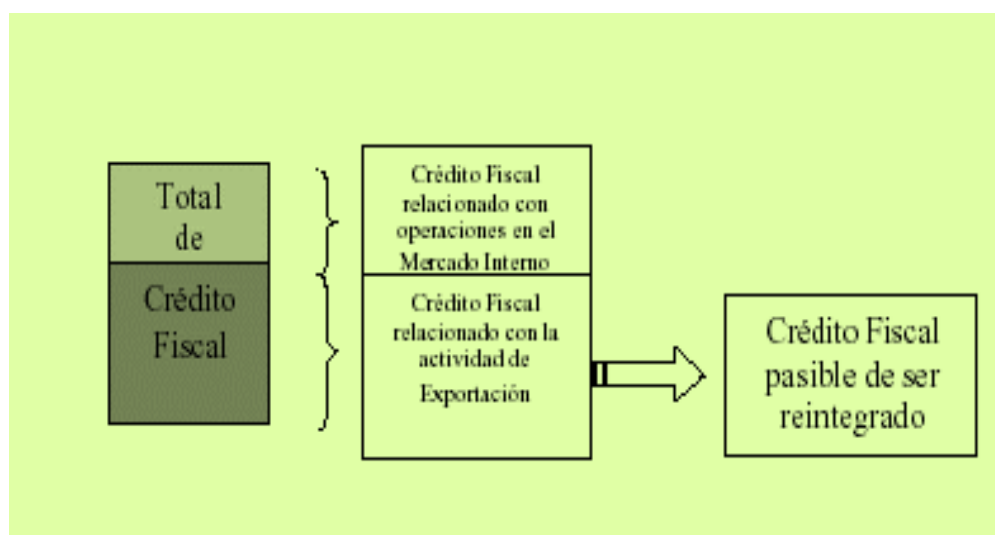 Total
de
Crédito
Fiscal
Crédito Fiscal
relacionado con
operaciones en el
Mercado Interno
Crédito Fiscal
relacionado con la
actividad de
Exportación
Crédito Fiscal
pasible de ser
reintegrado